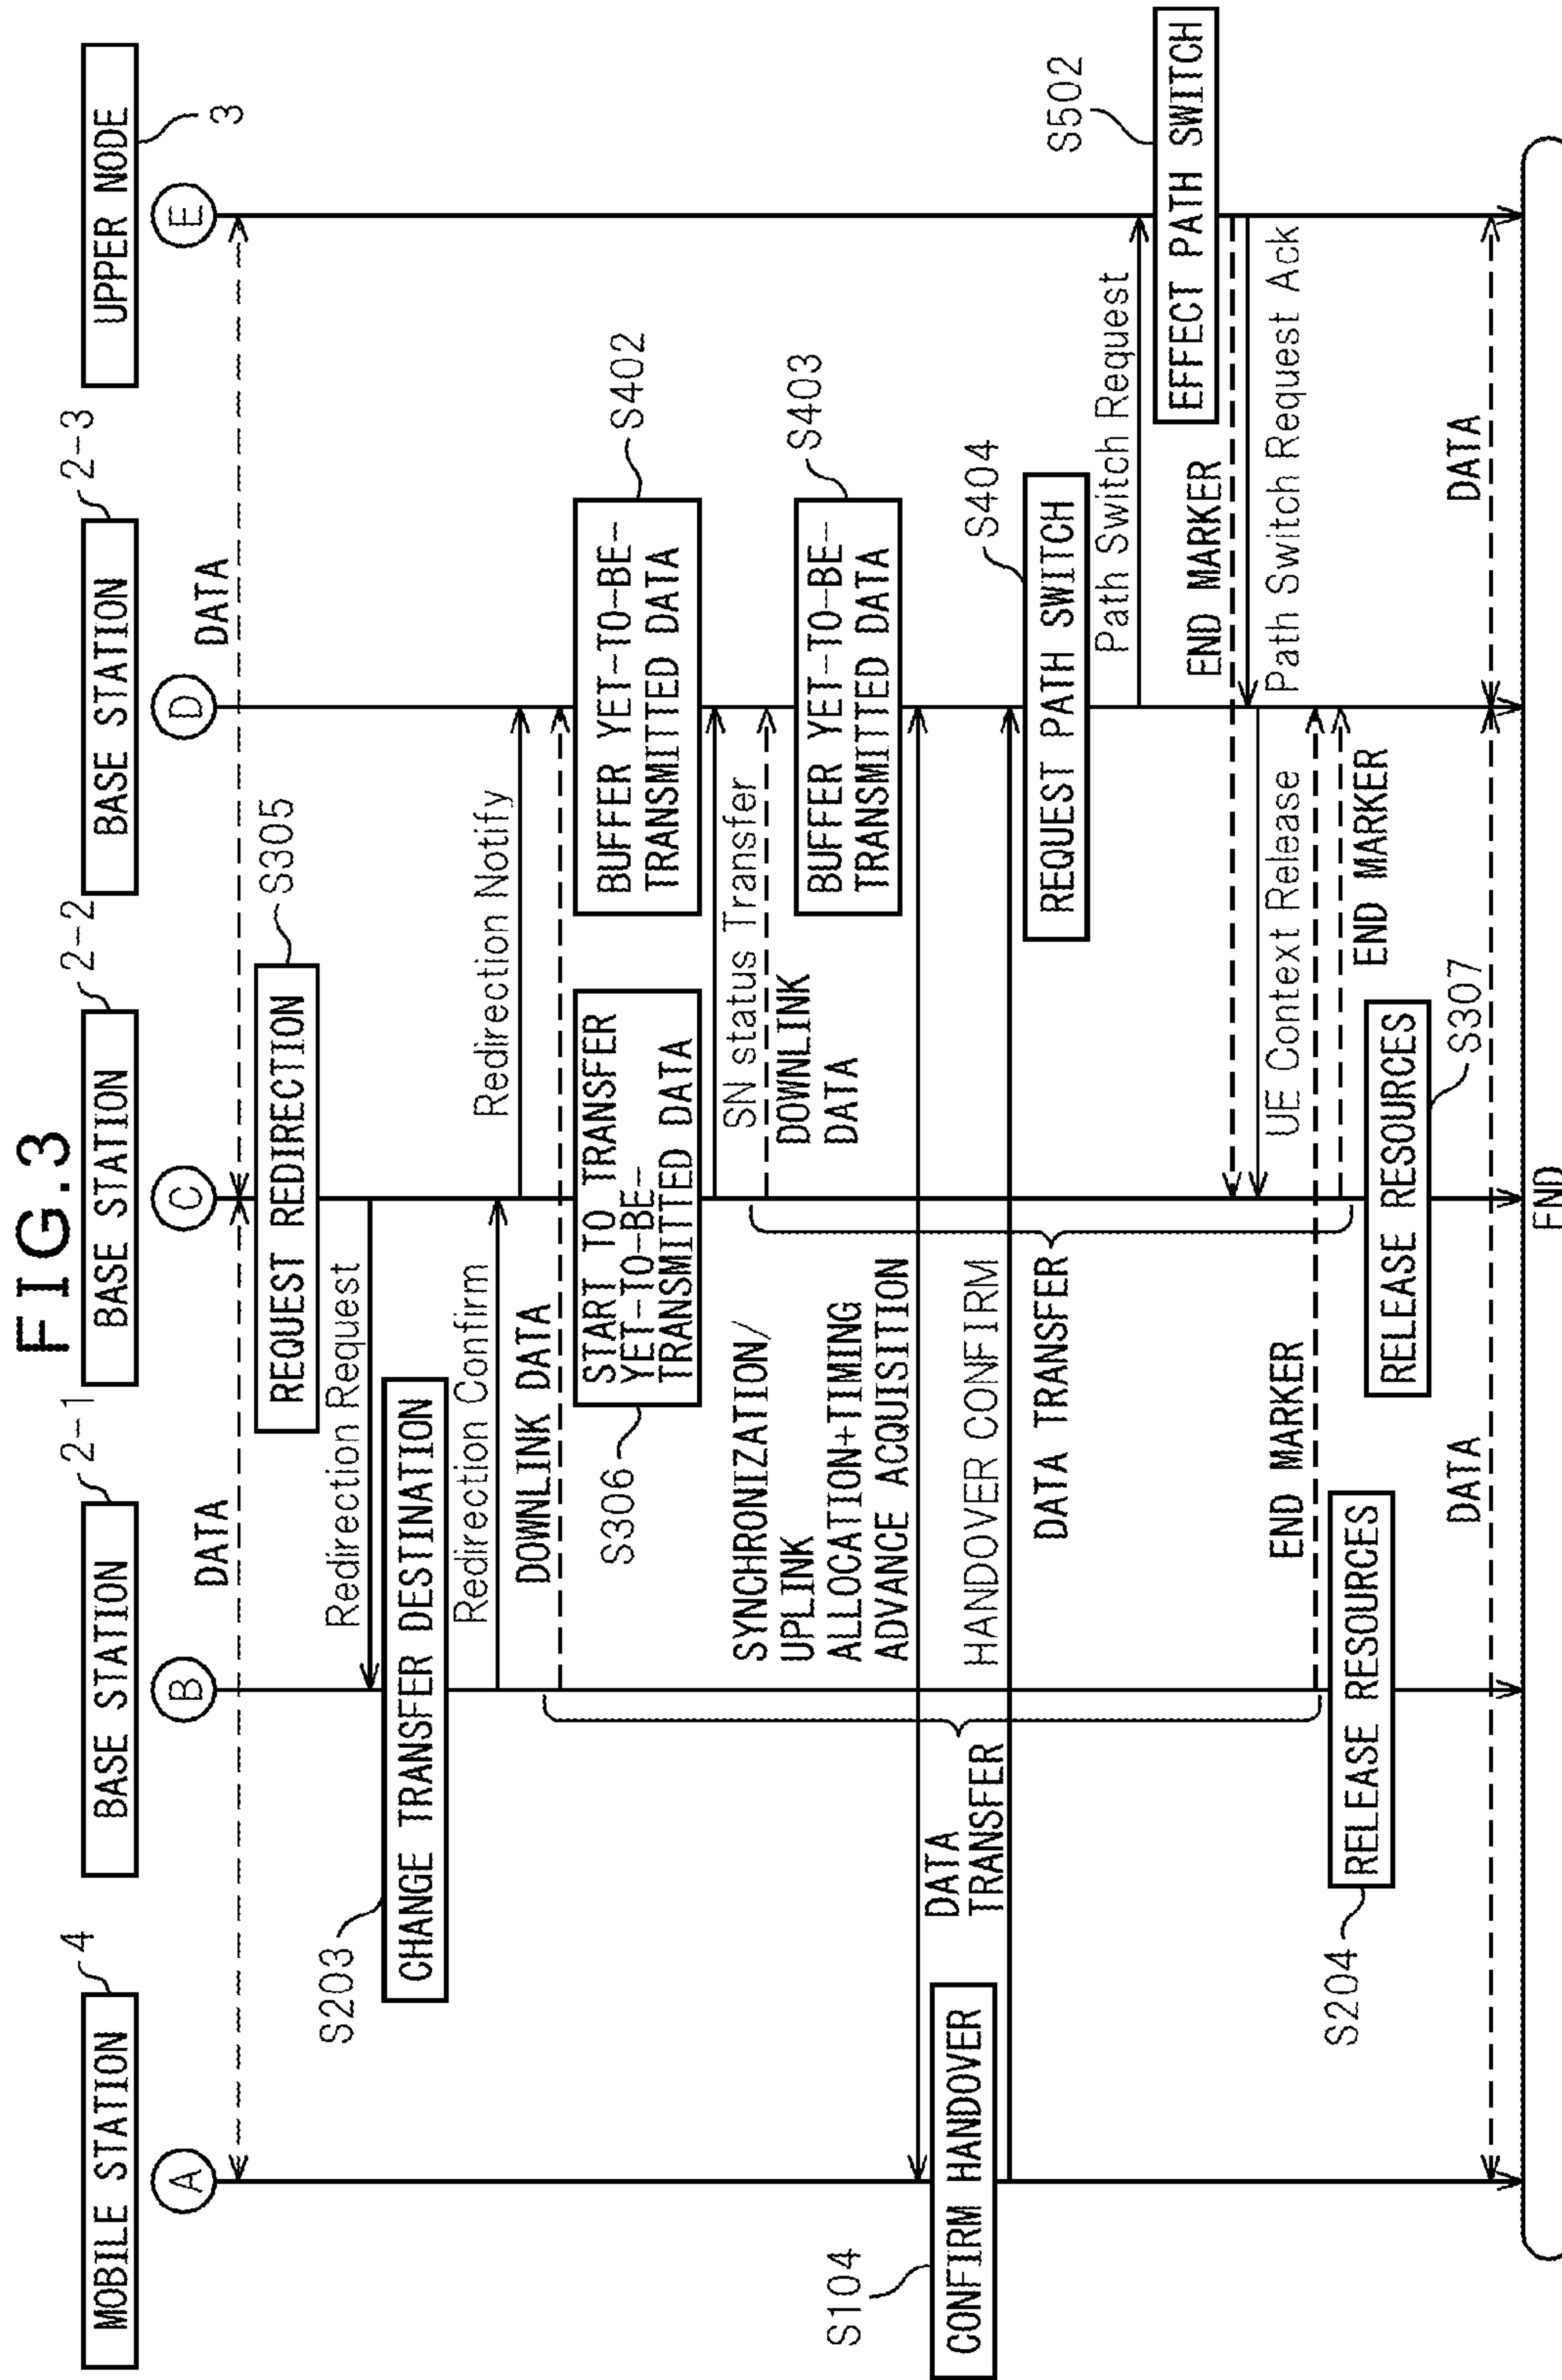 FIG.3
MOBILE STATION
4
BASE STATION
2-1
BASE STATION
2-2
BASE STATION
2-3
UPPER NODE
3
A
B
C
D
E
DATA
DATA
REQUEST REDIRECTION
S305
Redirection Request
S203
CHANGE TRANSFER DESTINATION
Redirection Confirm
Redirection Notify
DOWNLINK DATA
S306
START TO TRANSFER
YET-TO-BE-
TRANSMITTED DATA
BUFFER YET-TO-BE-
TRANSMITTED DATA
S402
SN status Transfer
DOWNLINK
DATA
BUFFER YET-TO-BE-
TRANSMITTED DATA
S403
SYNCHRONIZATION/
UPLINK
ALLOCATION+TIMING
ADVANCE ACQUISITION
S104
CONFIRM HANDOVER
DATA
TRANSFER
HANDOVER CONFIRM
DATA TRANSFER
REQUEST PATH SWITCH
S404
Path Switch Request
EFFECT PATH SWITCH
S502
END MARKER
Path Switch Request Ack
UE Context Release
END MARKER
END MARKER
S204
RELEASE RESOURCES
RELEASE RESOURCES
S307
DATA
DATA
END